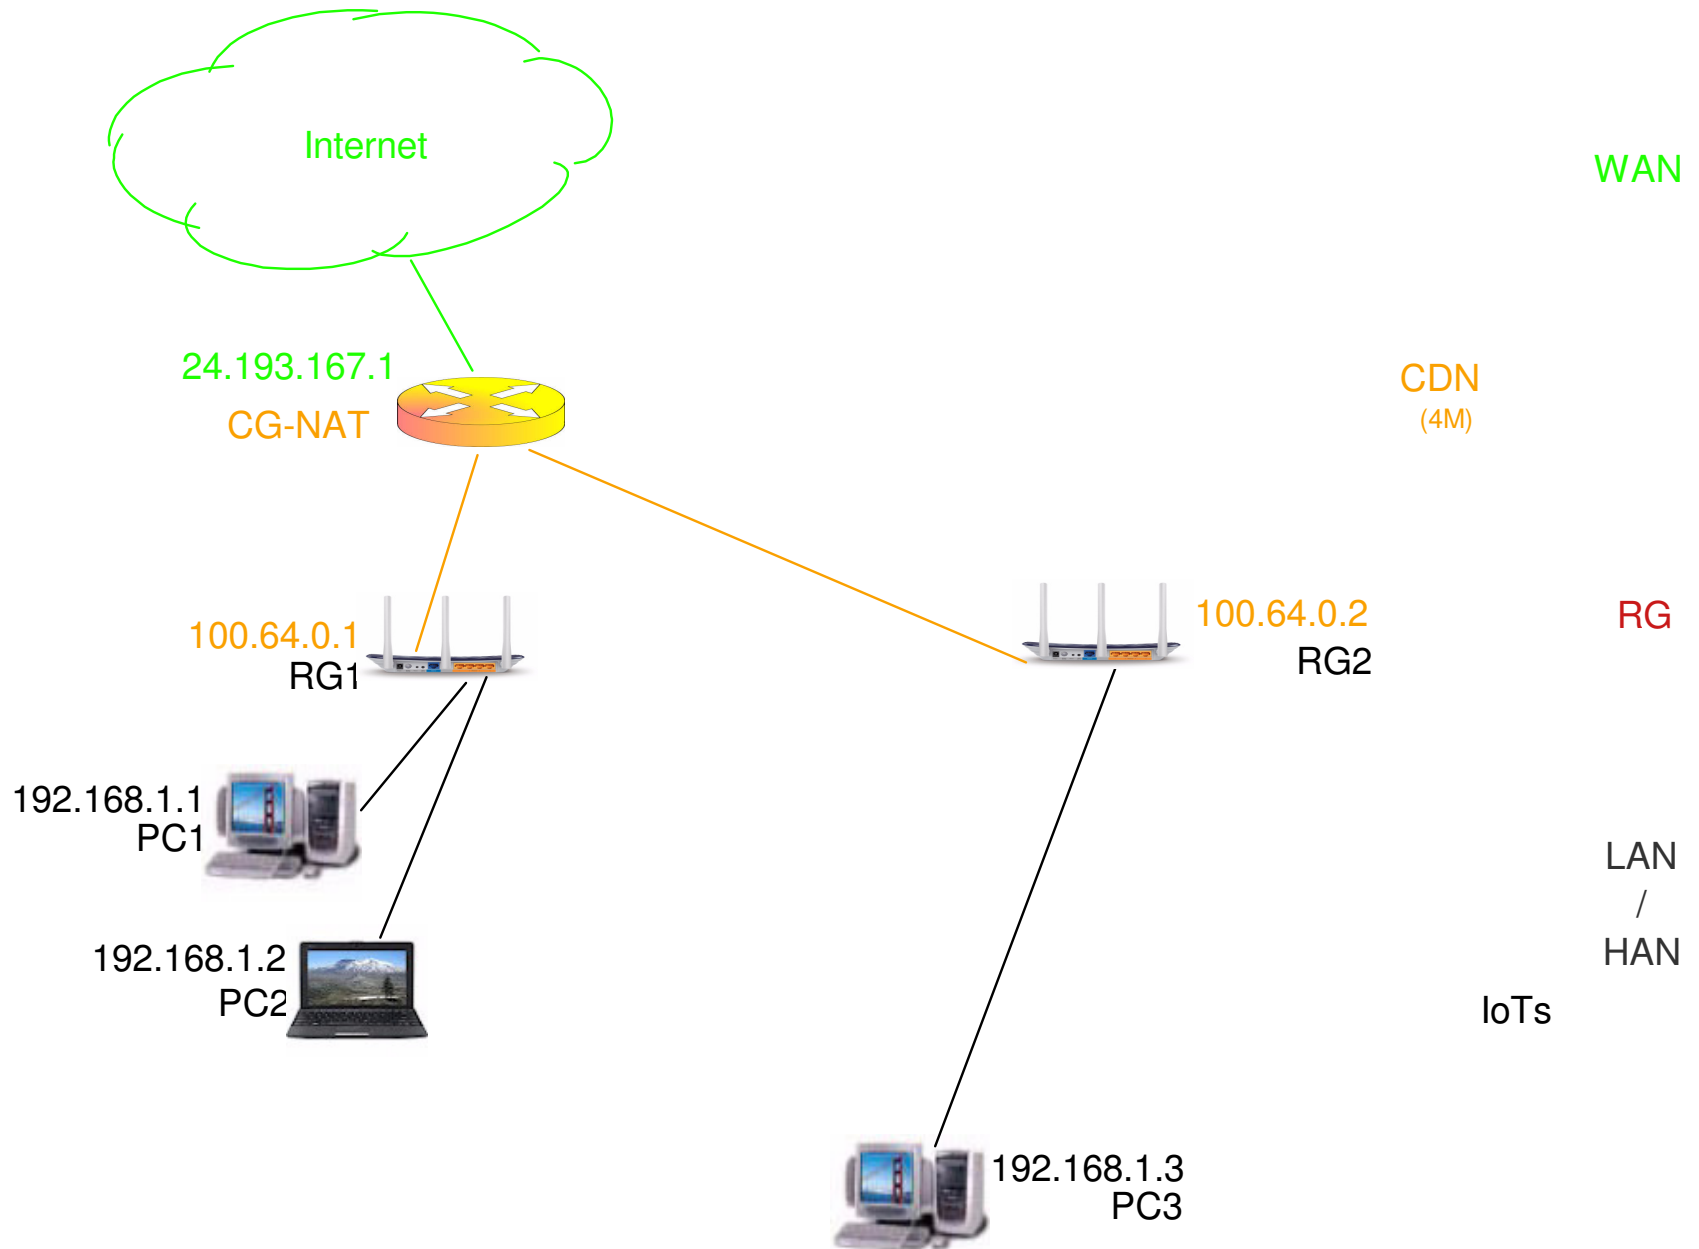 Internet
WAN
24.193.167.1
CG-NAT
CDN
(4M)
100.64.0.1
RG1
100.64.0.2
RG2
RG
192.168.1.1
PC1
LAN
/
HAN
192.168.1.2
PC2
IoTs
192.168.1.3
PC3